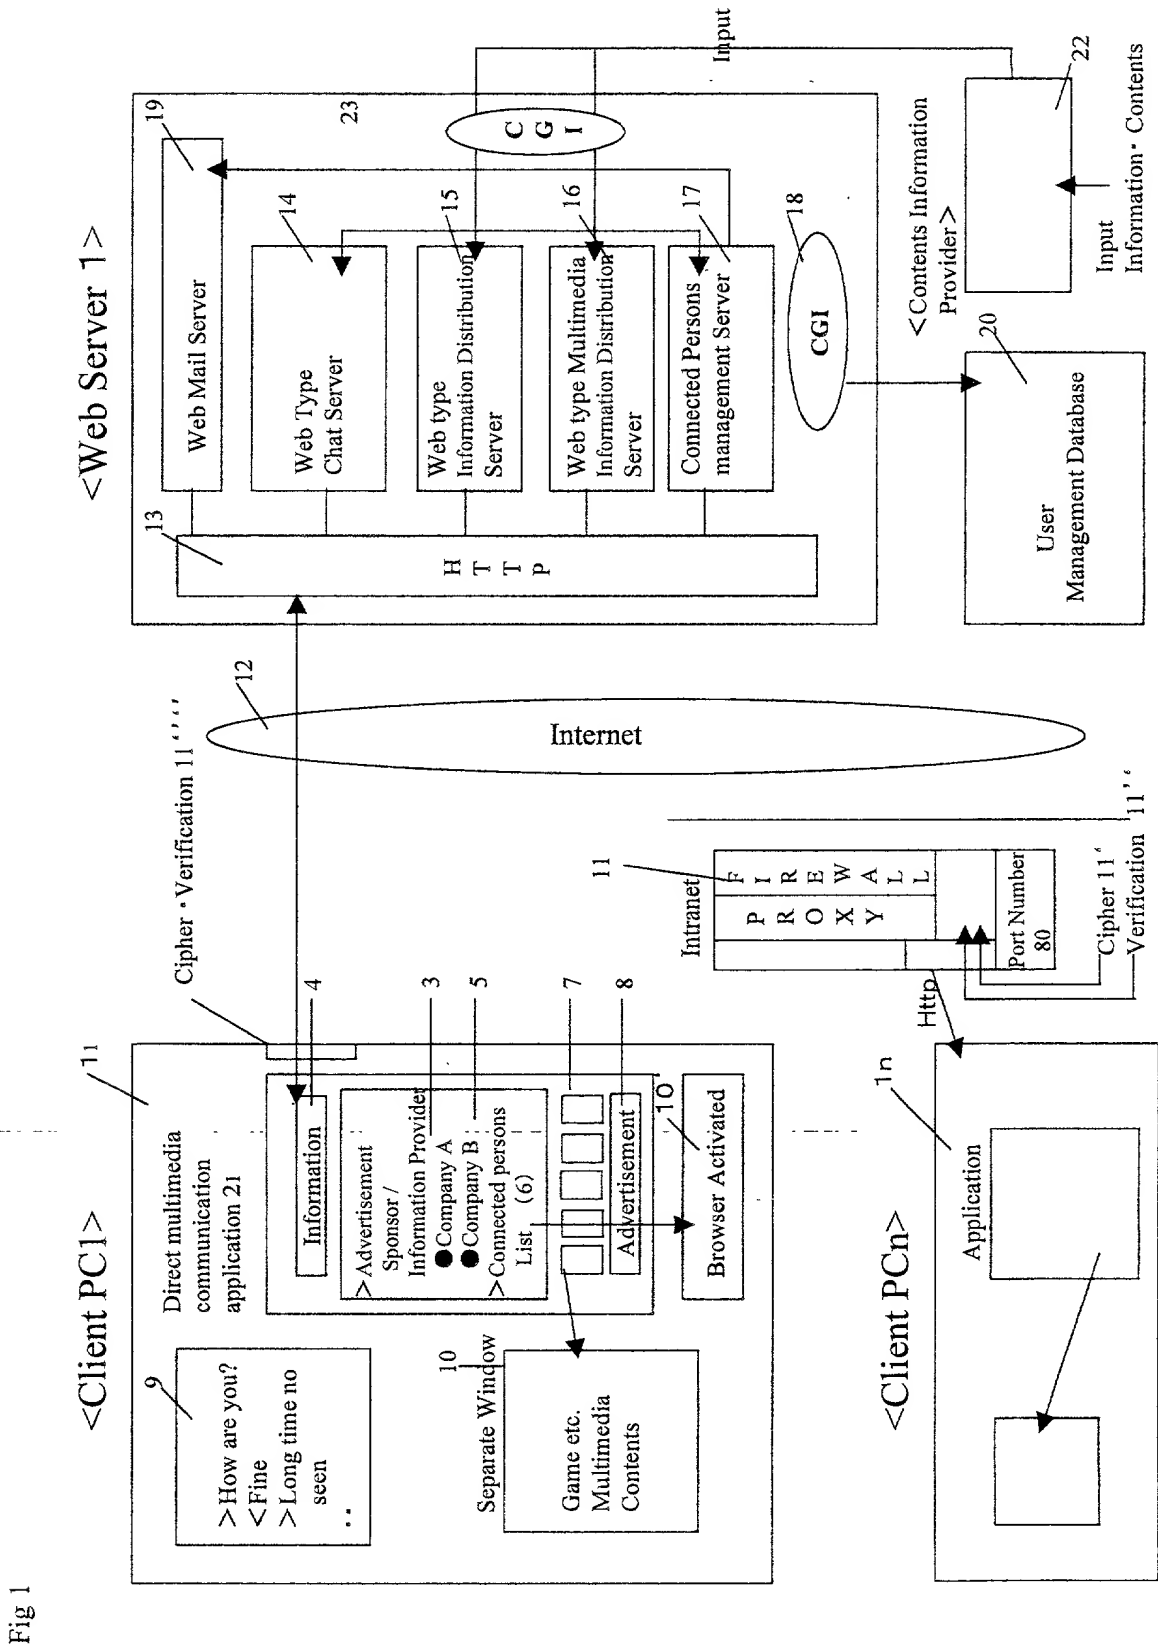 Fig 1
<Client PC1>
9
>How are you?
<Fine
>Long time no
seen
. .
Direct multimedia
communication
application 21
11
Cipher・Verification 11‘’‘’
Information
4
>Advertisement
Sponsor /
Information Provider
●Company A
●Company B
>Connected persons
List (6)
3
5
7
Advertisement
8
Separate Window
10
Game etc.
Multimedia
Contents
10
Browser Activated
<Client PCn>
Application
1n
Http
Intranet
11
FIREWALL
PROXY
Port Number
80
Cipher 11‘
Verification 11’‘
12
Internet
<Web Server 1>
13
HTTP
Web Mail Server
19
Web Type
Chat Server
14
Web type
Information Distribution
Server
15
Web type Multimedia
Information Distribution
Server
16
Connected Persons
management Server
17
23
CGI
CGI
18
Input
User
Management Database
20
<Contents Information
Provider>
22
Input
Information・Contents